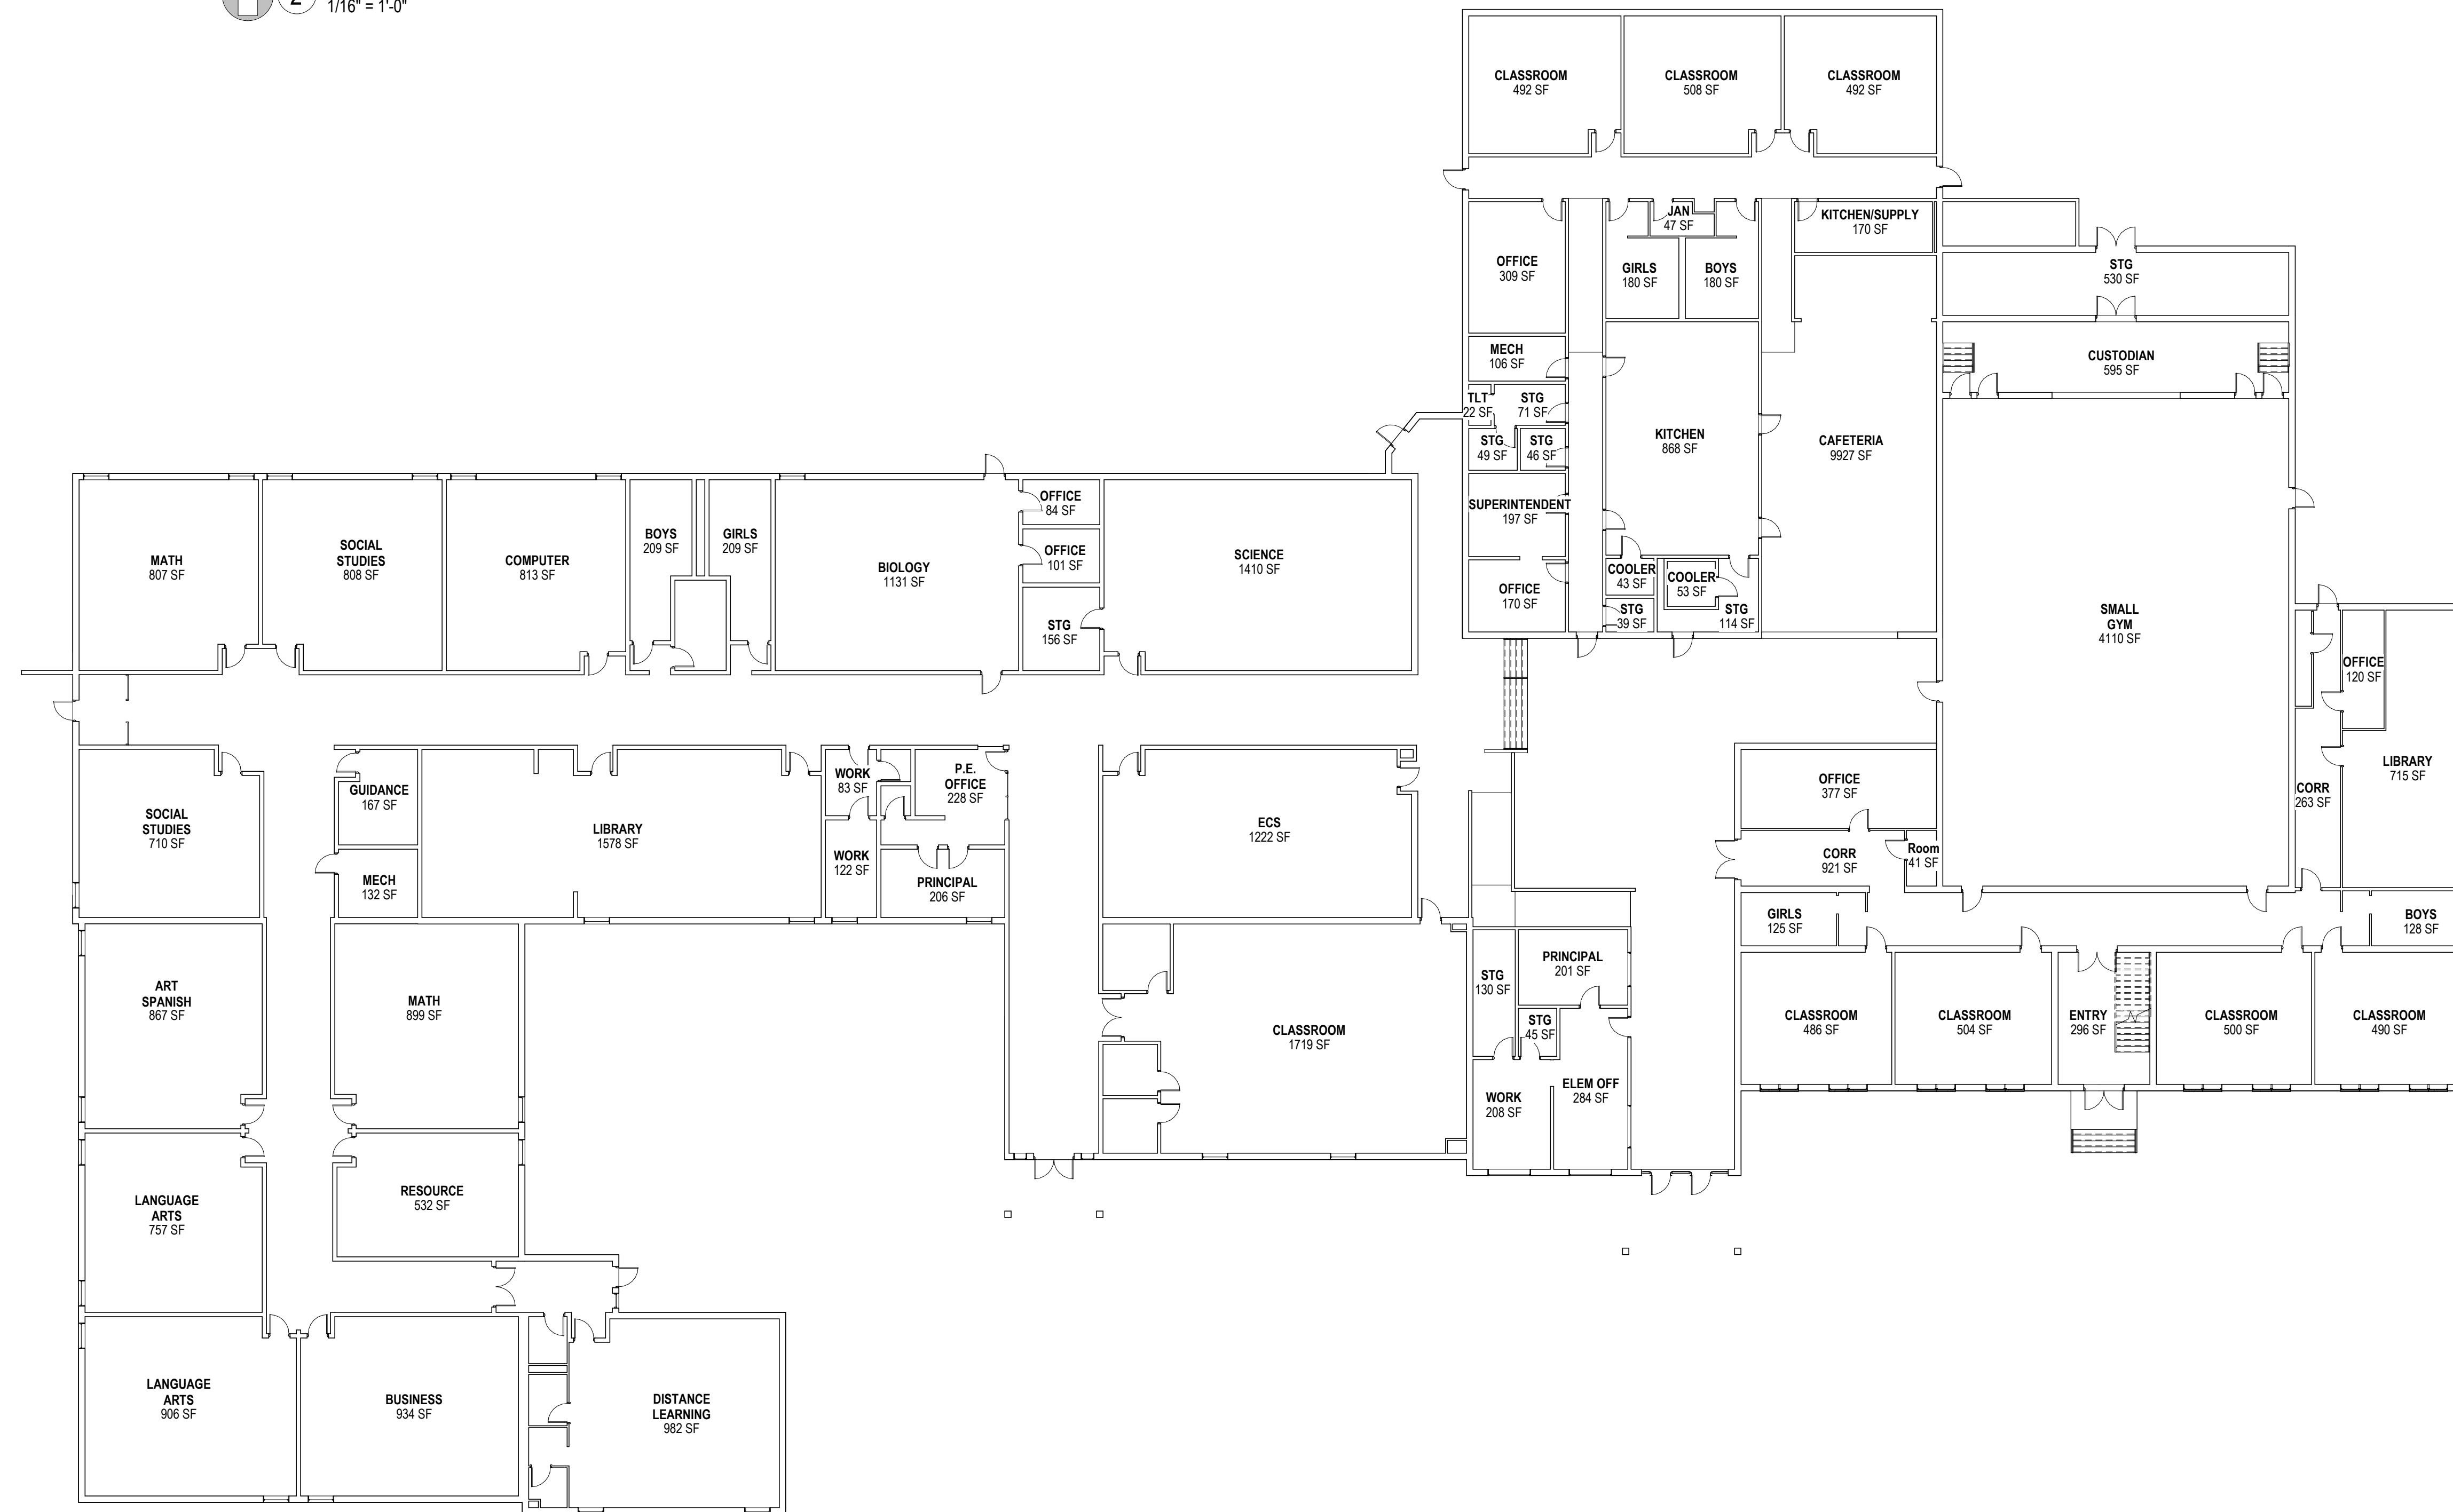 2
1/16" = 1'-0"
CLASSROOM
492 SF
CLASSROOM
508 SF
CLASSROOM
492 SF
JAN
47 SF
KITCHEN/SUPPLY
170 SF
OFFICE
309 SF
GIRLS
180 SF
BOYS
180 SF
STG
530 SF
MECH
106 SF
CUSTODIAN
595 SF
TLT
22 SF
STG
71 SF
STG
49 SF
STG
46 SF
KITCHEN
868 SF
CAFETERIA
9927 SF
SUPERINTENDENT
197 SF
OFFICE
170 SF
COOLER
43 SF
COOLER
53 SF
STG
39 SF
STG
114 SF
SMALL
GYM
4110 SF
OFFICE
120 SF
LIBRARY
715 SF
CORR
263 SF
MATH
807 SF
SOCIAL
STUDIES
808 SF
COMPUTER
813 SF
BOYS
209 SF
GIRLS
209 SF
BIOLOGY
1131 SF
OFFICE
84 SF
OFFICE
101 SF
STG
156 SF
SCIENCE
1410 SF
SOCIAL
STUDIES
710 SF
GUIDANCE
167 SF
MECH
132 SF
LIBRARY
1578 SF
WORK
83 SF
WORK
122 SF
P.E.
OFFICE
228 SF
PRINCIPAL
206 SF
ECS
1222 SF
OFFICE
377 SF
CORR
921 SF
Room
41 SF
GIRLS
125 SF
BOYS
128 SF
ART
SPANISH
867 SF
MATH
899 SF
CLASSROOM
1719 SF
STG
130 SF
PRINCIPAL
201 SF
STG
45 SF
WORK
208 SF
ELEM OFF
284 SF
CLASSROOM
486 SF
CLASSROOM
504 SF
ENTRY
296 SF
CLASSROOM
500 SF
CLASSROOM
490 SF
LANGUAGE
ARTS
757 SF
RESOURCE
532 SF
LANGUAGE
ARTS
906 SF
BUSINESS
934 SF
DISTANCE
LEARNING
982 SF